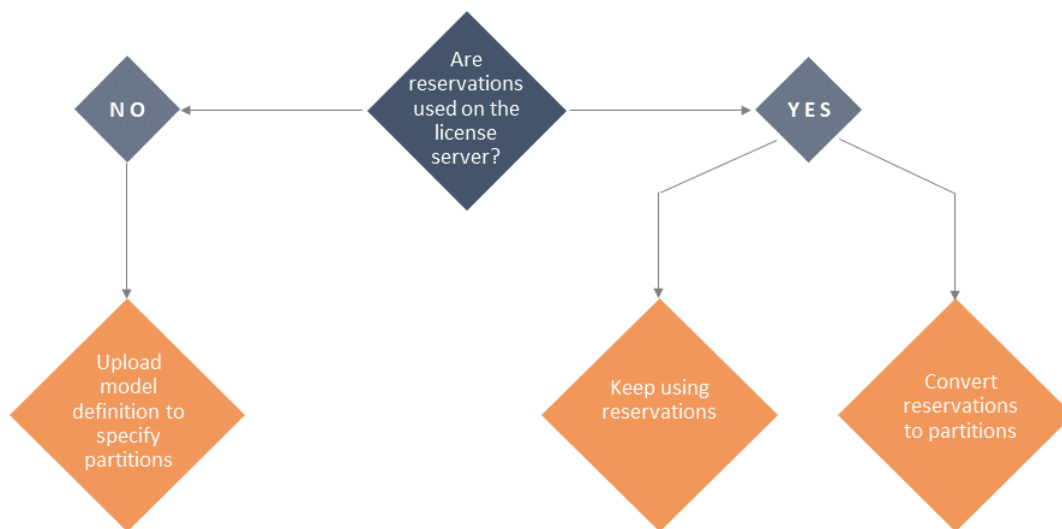 Are
reservations
used on the
license
server?
NO
YES
Upload
model
definition to
specify
partitions
Keep using
reservations
Convert
reservations
to partitions